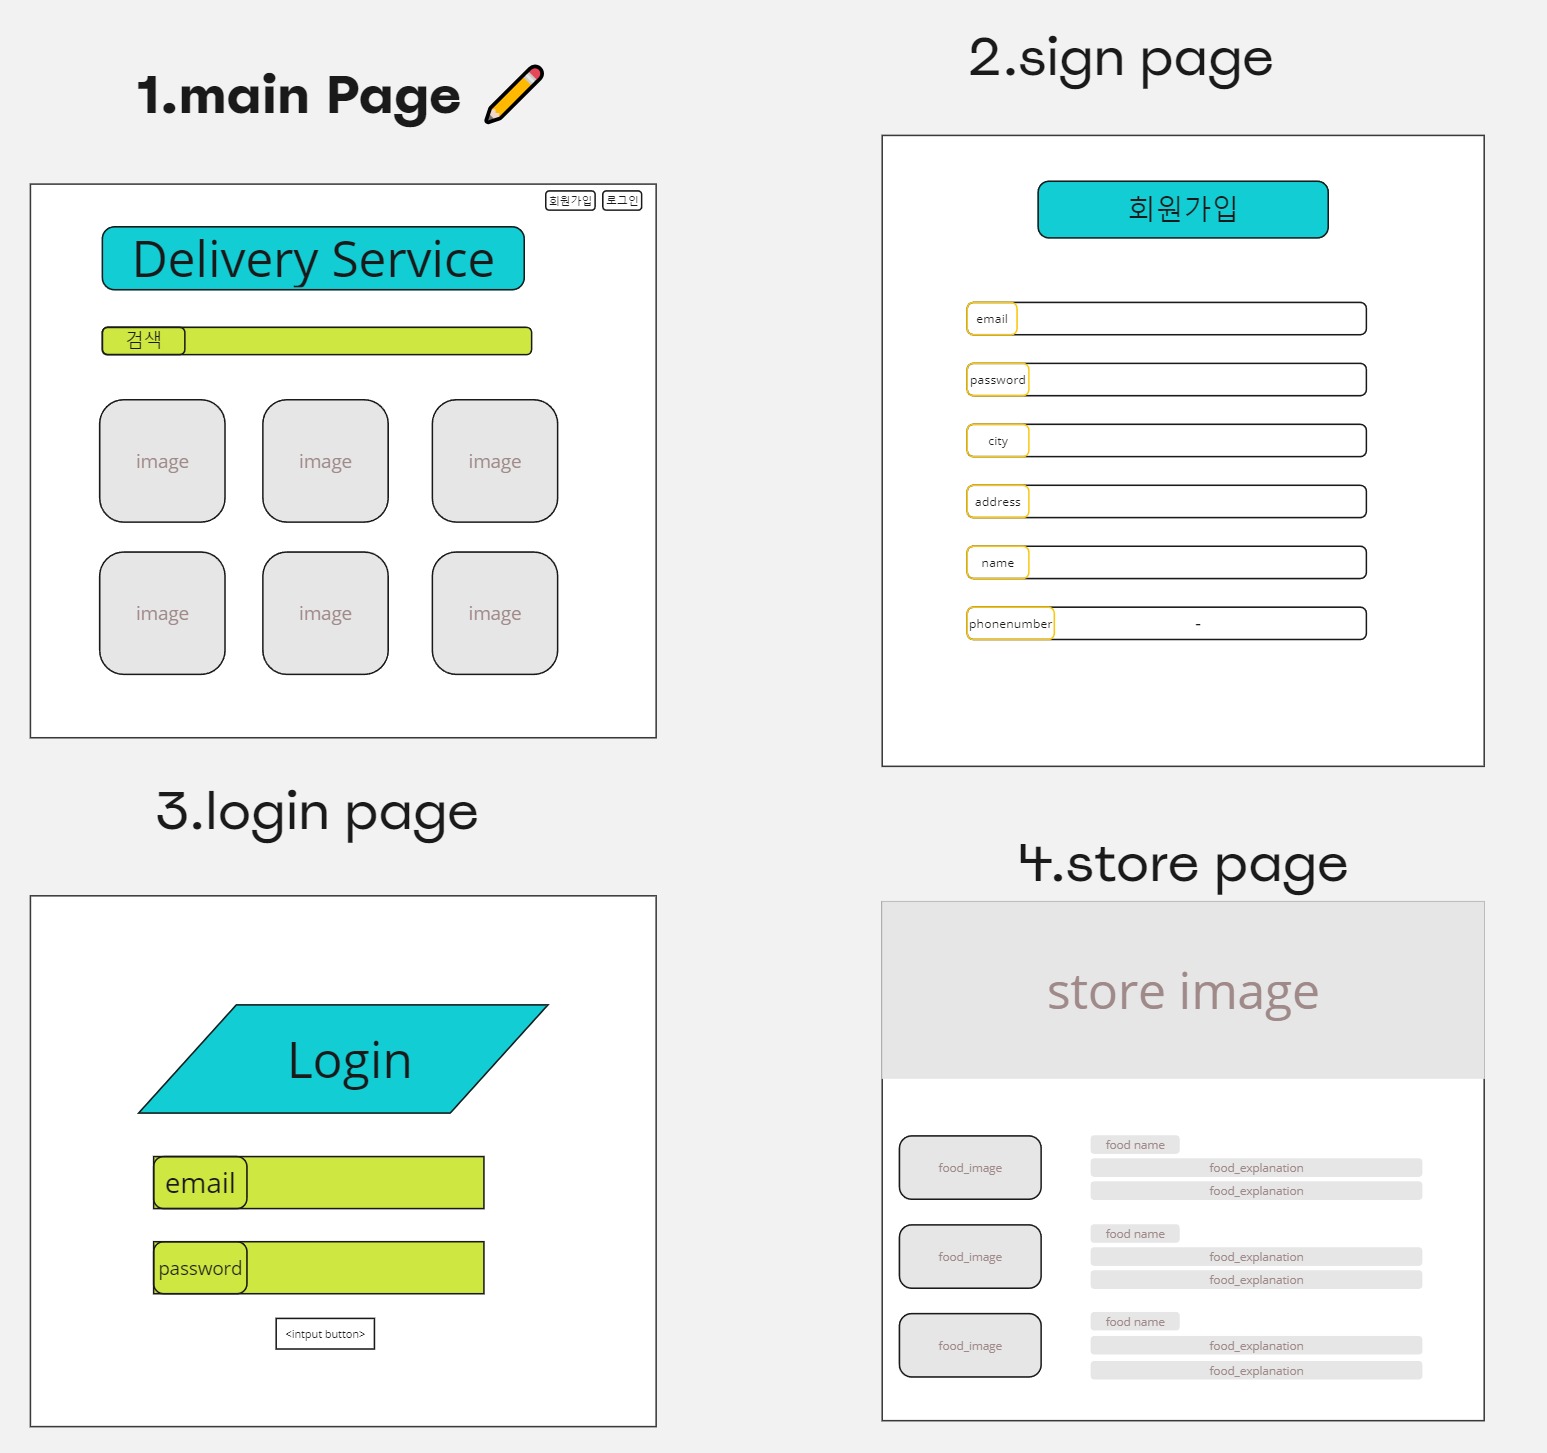 1.main Page
회원가입
로그인
Delivery Service
검색
image
image
image
image
image
image
2.sign page
회원가입
email
password
city
address
name
phonenumber
-
3.login page
Login
email
password
<intput button>
4.store page
store image
food_image
food name
food_explanation
food_explanation
food_image
food name
food_explanation
food_explanation
food_image
food name
food_explanation
food_explanation